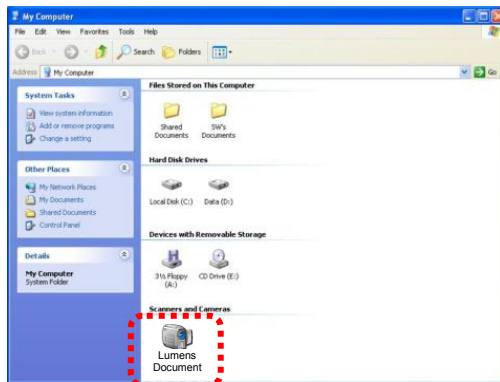 My Computer
File Edit View Favorites Tools Help
Back Search Folders
Address My Computer Go
System Tasks
View system information
Add or remove programs
Change a setting
Other Places
My Network Places
My Documents
Shared Documents
Control Panel
Details
My Computer
System Folder
Files Stored on This Computer
Shared
Documents
SW's
Documents
Hard Disk Drives
Local Disk (C:) Data (D:)
Devices with Removable Storage
3½ Floppy
(A:)
CD Drive (E:)
Scanners and Cameras
Lumens
Document